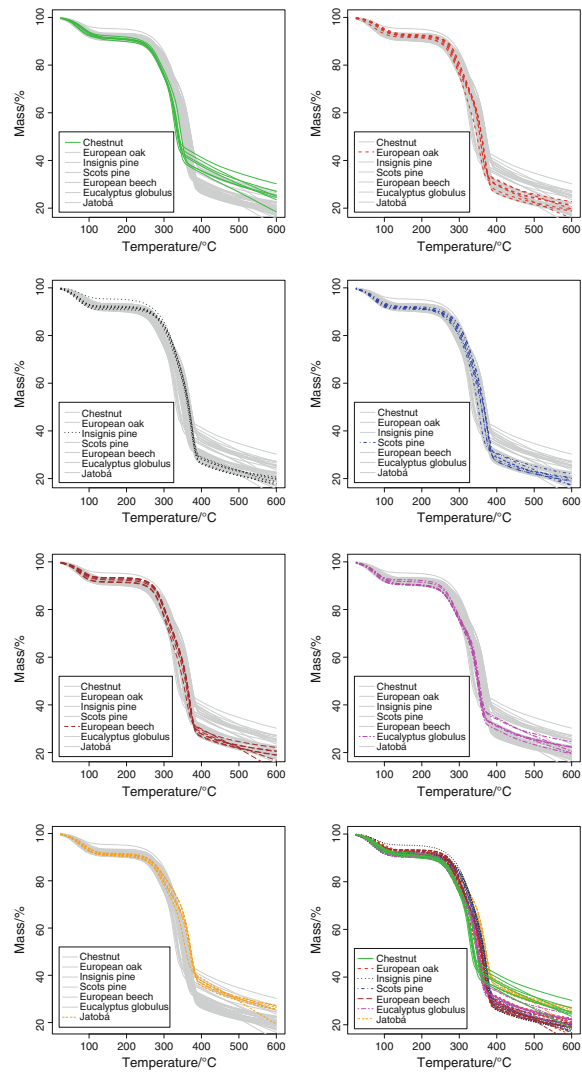 Mass/%
100
80
60
40
20
Chestnut
European oak
Insignis pine
Scots pine
European beech
Eucalyptus globulus
Jatobá
100 200 300 400 500 600
Temperature/°C
Mass/%
100
80
60
40
20
Chestnut
European oak
Insignis pine
Scots pine
European beech
Eucalyptus globulus
Jatobá
100 200 300 400 500 600
Temperature/°C
Mass/%
100
80
60
40
20
Chestnut
European oak
Insignis pine
Scots pine
European beech
Eucalyptus globulus
Jatobá
100 200 300 400 500 600
Temperature/°C
Mass/%
100
80
60
40
20
Chestnut
European oak
Insignis pine
Scots pine
European beech
Eucalyptus globulus
Jatobá
100 200 300 400 500 600
Temperature/°C
Mass/%
100
80
60
40
20
Chestnut
European oak
Insignis pine
Scots pine
European beech
Eucalyptus globulus
Jatobá
100 200 300 400 500 600
Temperature/°C
Mass/%
100
80
60
40
20
Chestnut
European oak
Insignis pine
Scots pine
European beech
Eucalyptus globulus
Jatobá
100 200 300 400 500 600
Temperature/°C
Mass/%
100
80
60
40
20
Chestnut
European oak
Insignis pine
Scots pine
European beech
Eucalyptus globulus
Jatobá
100 200 300 400 500 600
Temperature/°C
Mass/%
100
80
60
40
20
Chestnut
European oak
Insignis pine
Scots pine
European beech
Eucalyptus globulus
Jatobá
100 200 300 400 500 600
Temperature/°C